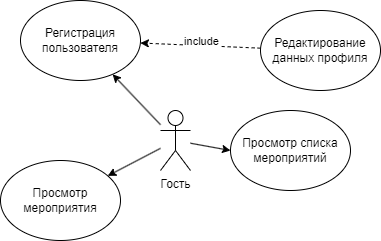 Регистрация
пользователя
include
Редактирование
данных профиля
Просмотр списка
мероприятий
Гость
Просмотр
мероприятия